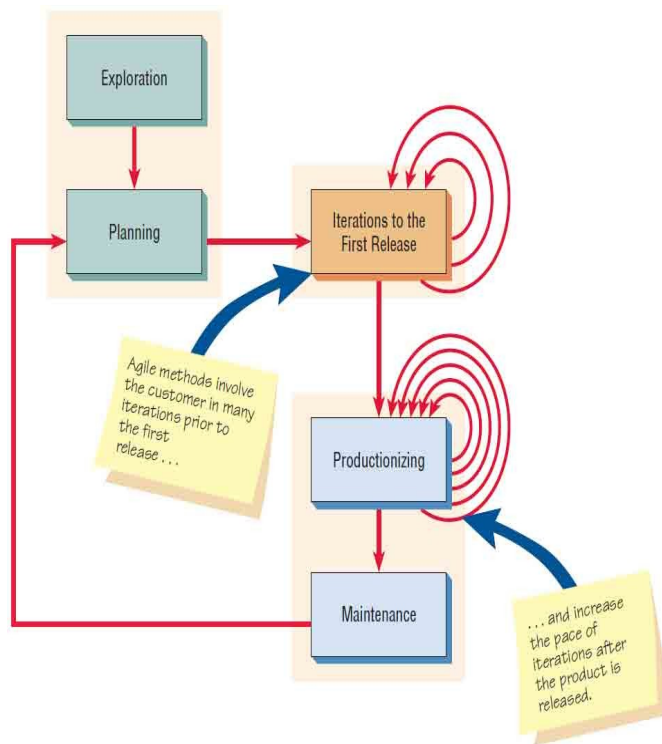 Exploration
Planning
Iterations to the
First Release
Agile methods involve
the customer in many
iterations prior to
the first
release . . .
Productionizing
Maintenance
. . . and increase
the pace of
iterations after
the product is
released.